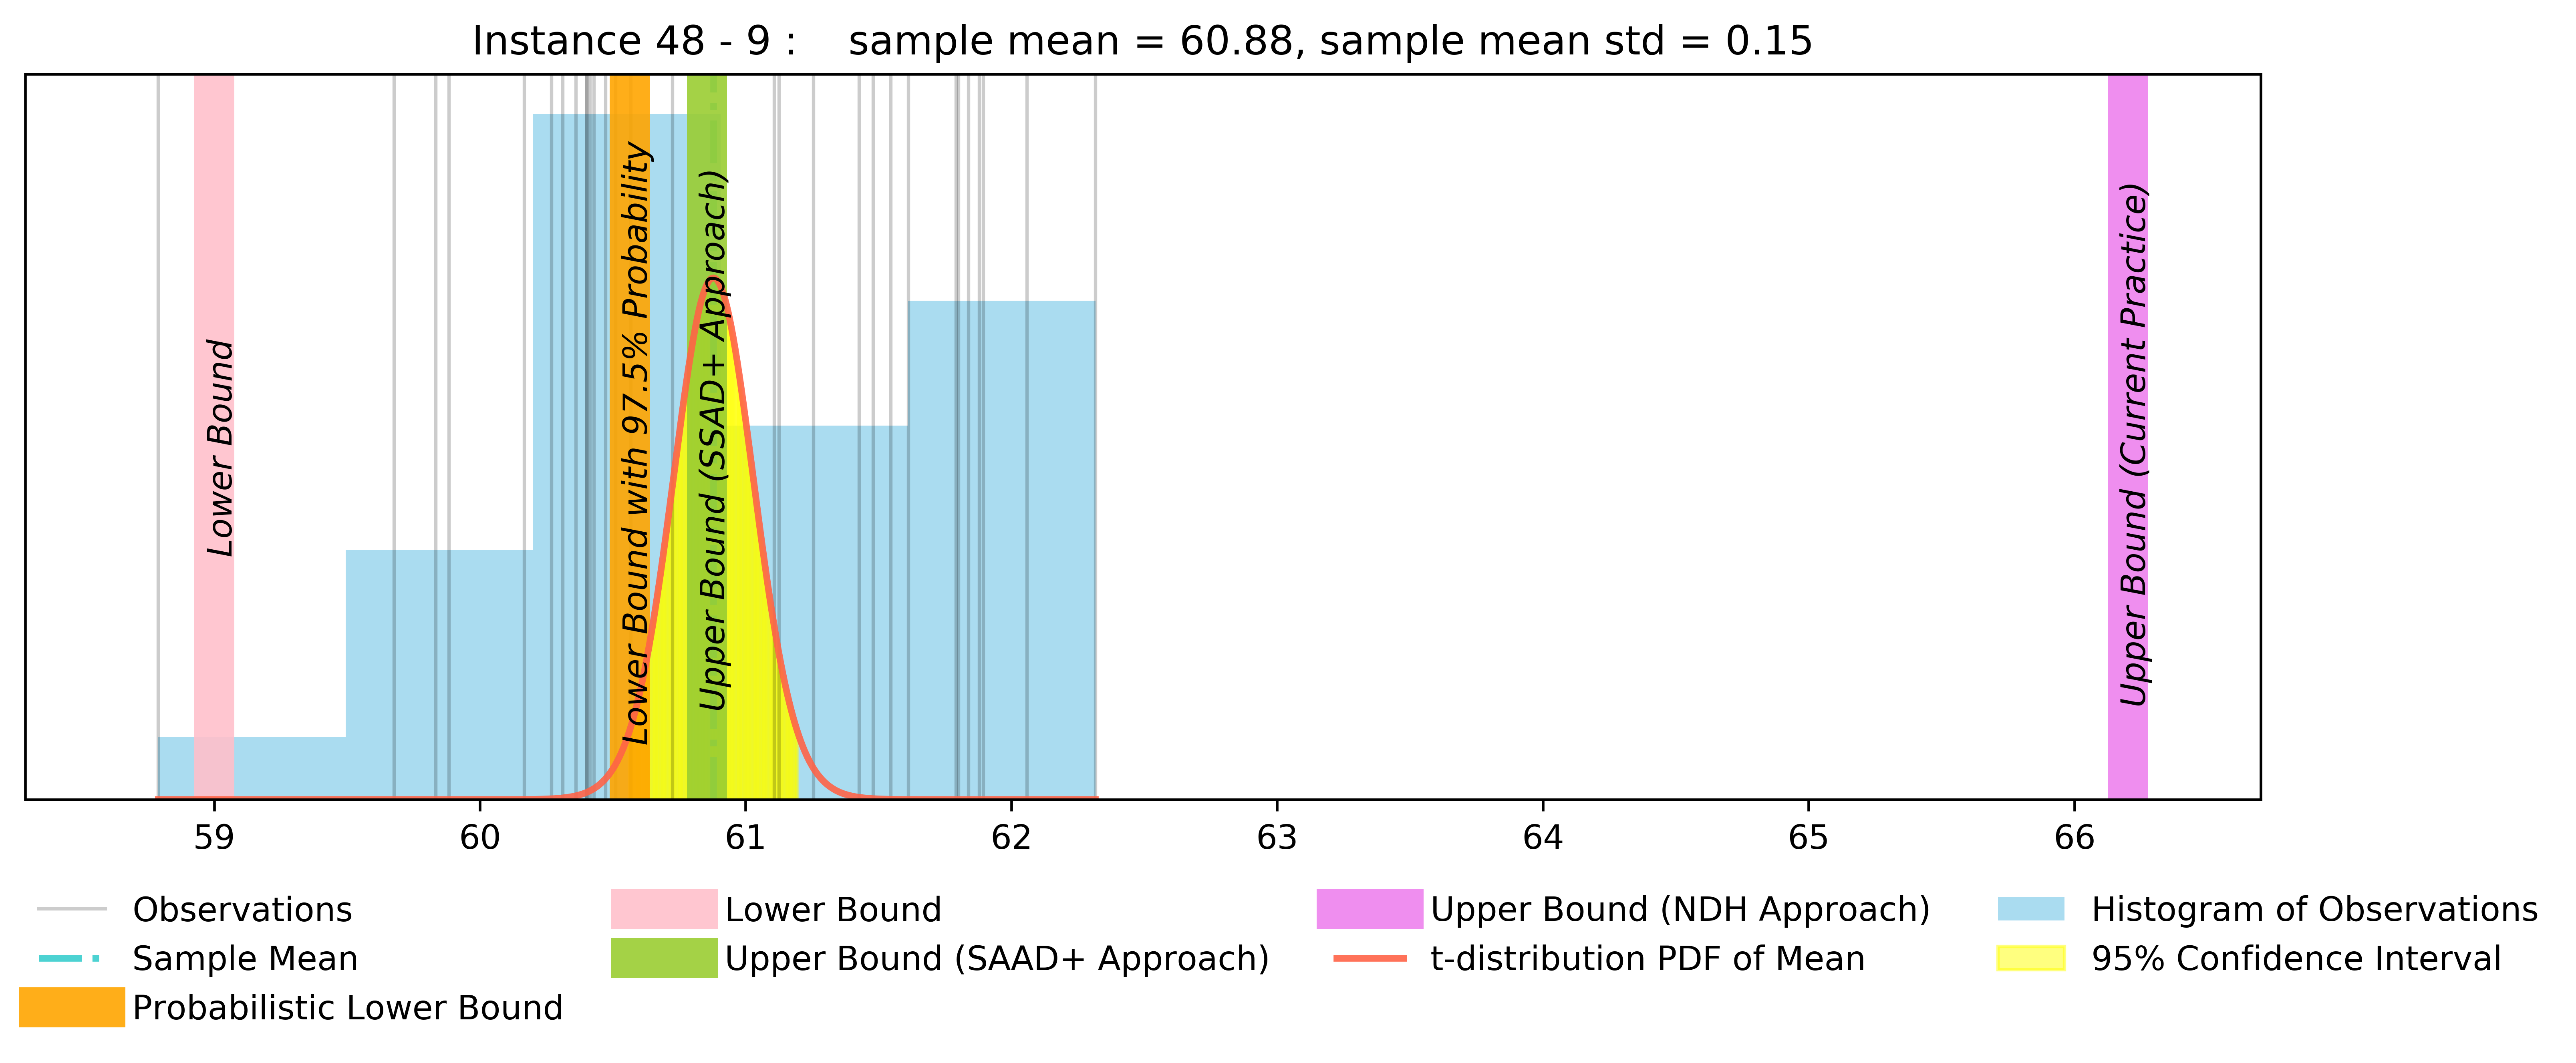 Instance 48 - 9 :    sample mean = 60.88, sample mean std = 0.15
Lower Bound
Lower Bound with 97.5% Probability
Upper Bound (SSAD+ Approach)
Upper Bound (Current Practice)
59 60 61 62 63 64 65 66
Observations
Sample Mean
Probabilistic Lower Bound
Lower Bound
Upper Bound (SAAD+ Approach)
Upper Bound (NDH Approach)
t-distribution PDF of Mean
Histogram of Observations
95% Confidence Interval